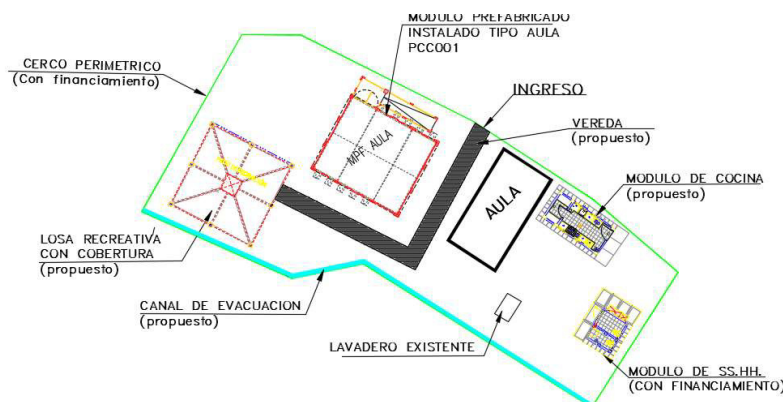 MODULO PREFABRICADO
INSTALADO TIPO AULA
PCC001
CERCO PERIMETRICO
(Con financiamiento)
INGRESO
VEREDA
(propuesto)
MPF AULA
MODULO DE COCINA
(propuesto)
AULA
LOSA RECREATIVA
CON COBERTURA
(propuesto)
CANAL DE EVACUACION
(propuesto)
LAVADERO EXISTENTE
MODULO DE SS.HH.
(CON FINANCIAMIENTO)